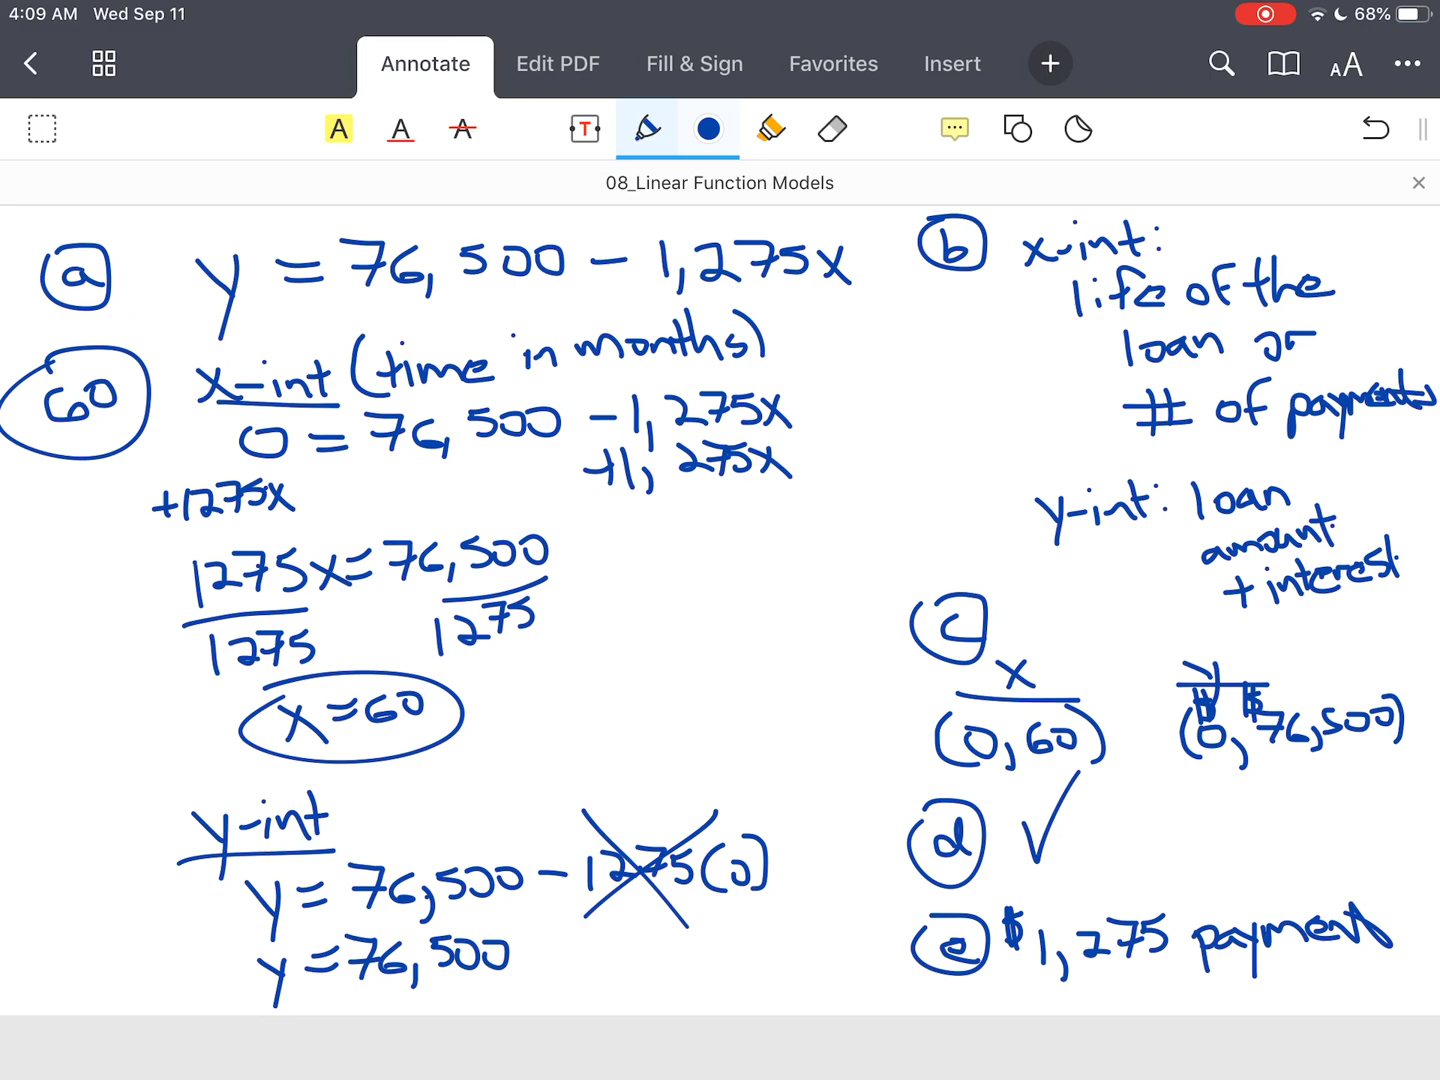 4:09 AM Wed Sep 11
68%
Annotate Edit PDF Fill & Sign Favorites Insert
AA
A A A T
08_Linear Function Models
(a) y = 76,500 - 1,275x
60
x-int (time in months)
0 = 76,500 - 1,275x
+1,275x
+1275x
1275x = 76,500
1275 1275
x = 60
y-int
y = 76,500 - 1275(0)
y = 76,500
(b) x-int:
life of the
loan or
# of payments
y-int: loan
amount
+ interest
(c)
x y
(0, 60) ($0, $76,500)
(d) ✓
(e) $1,275 payment